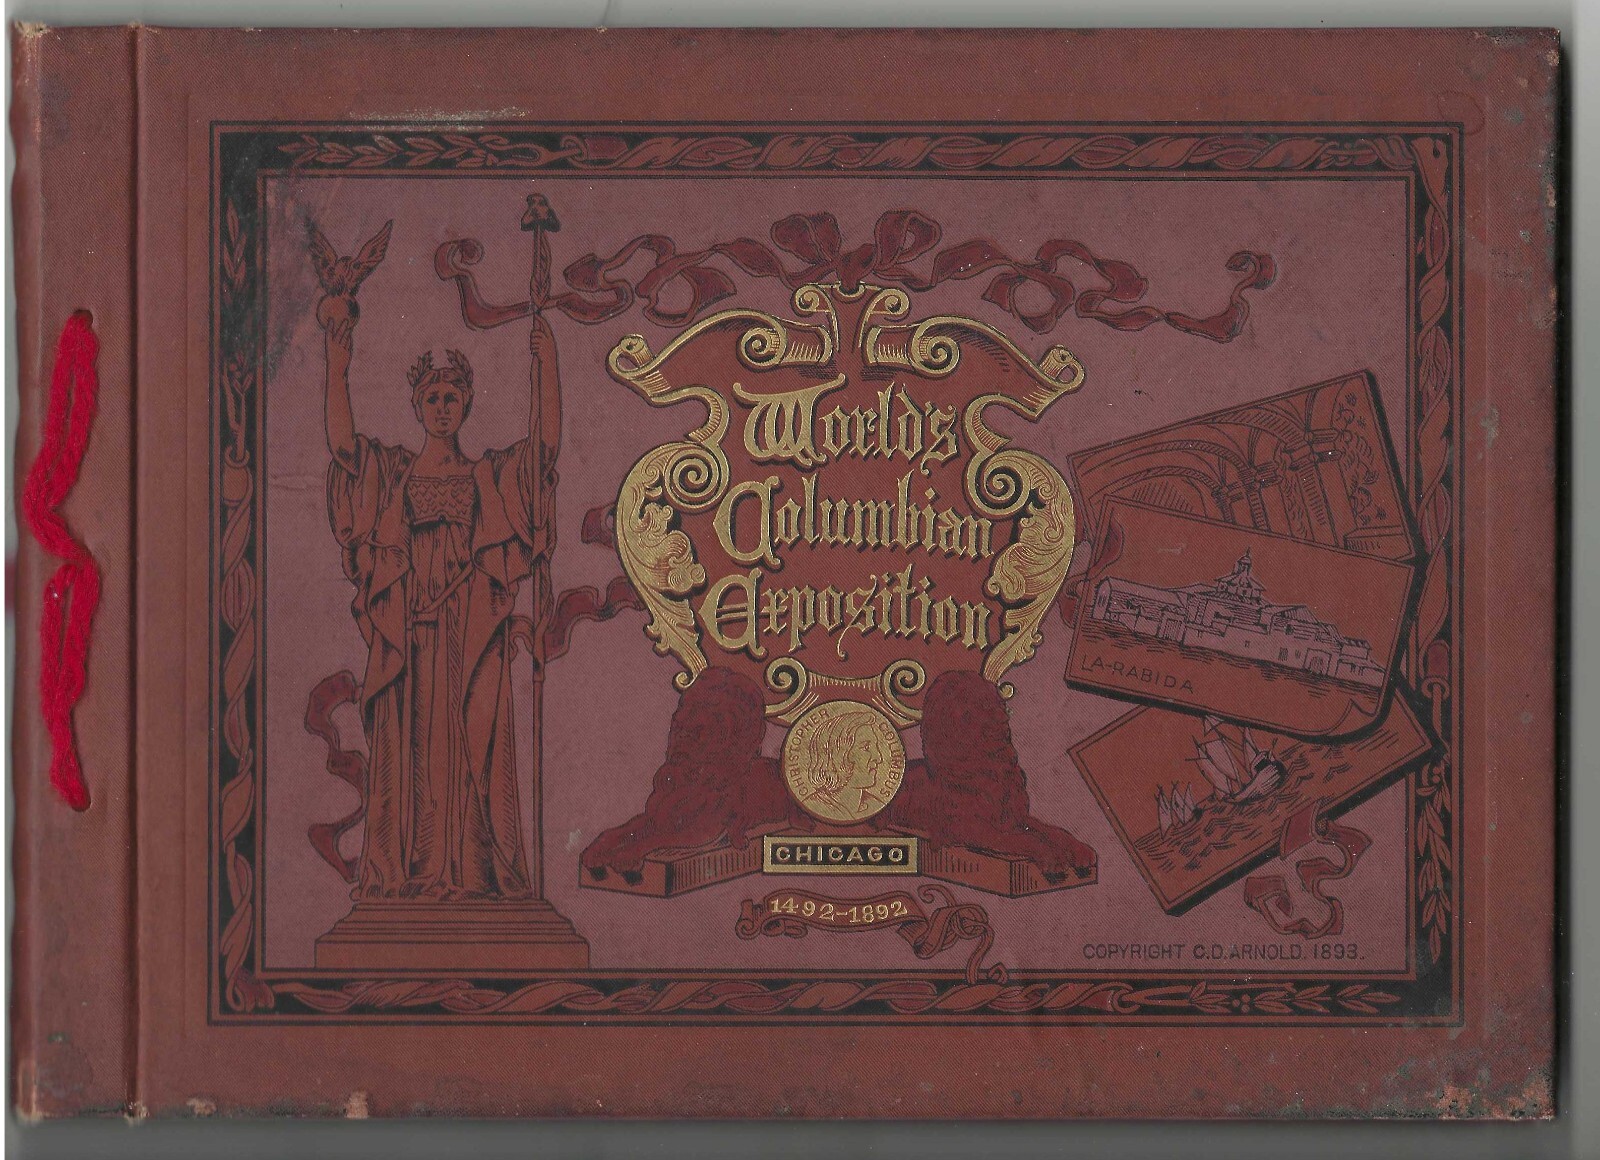 World's
Columbian
Exposition
CHRISTOPHER COLUMBUS
CHICAGO
1492-1892
LA-RABIDA
COPYRIGHT C.D. ARNOLD. 1893.